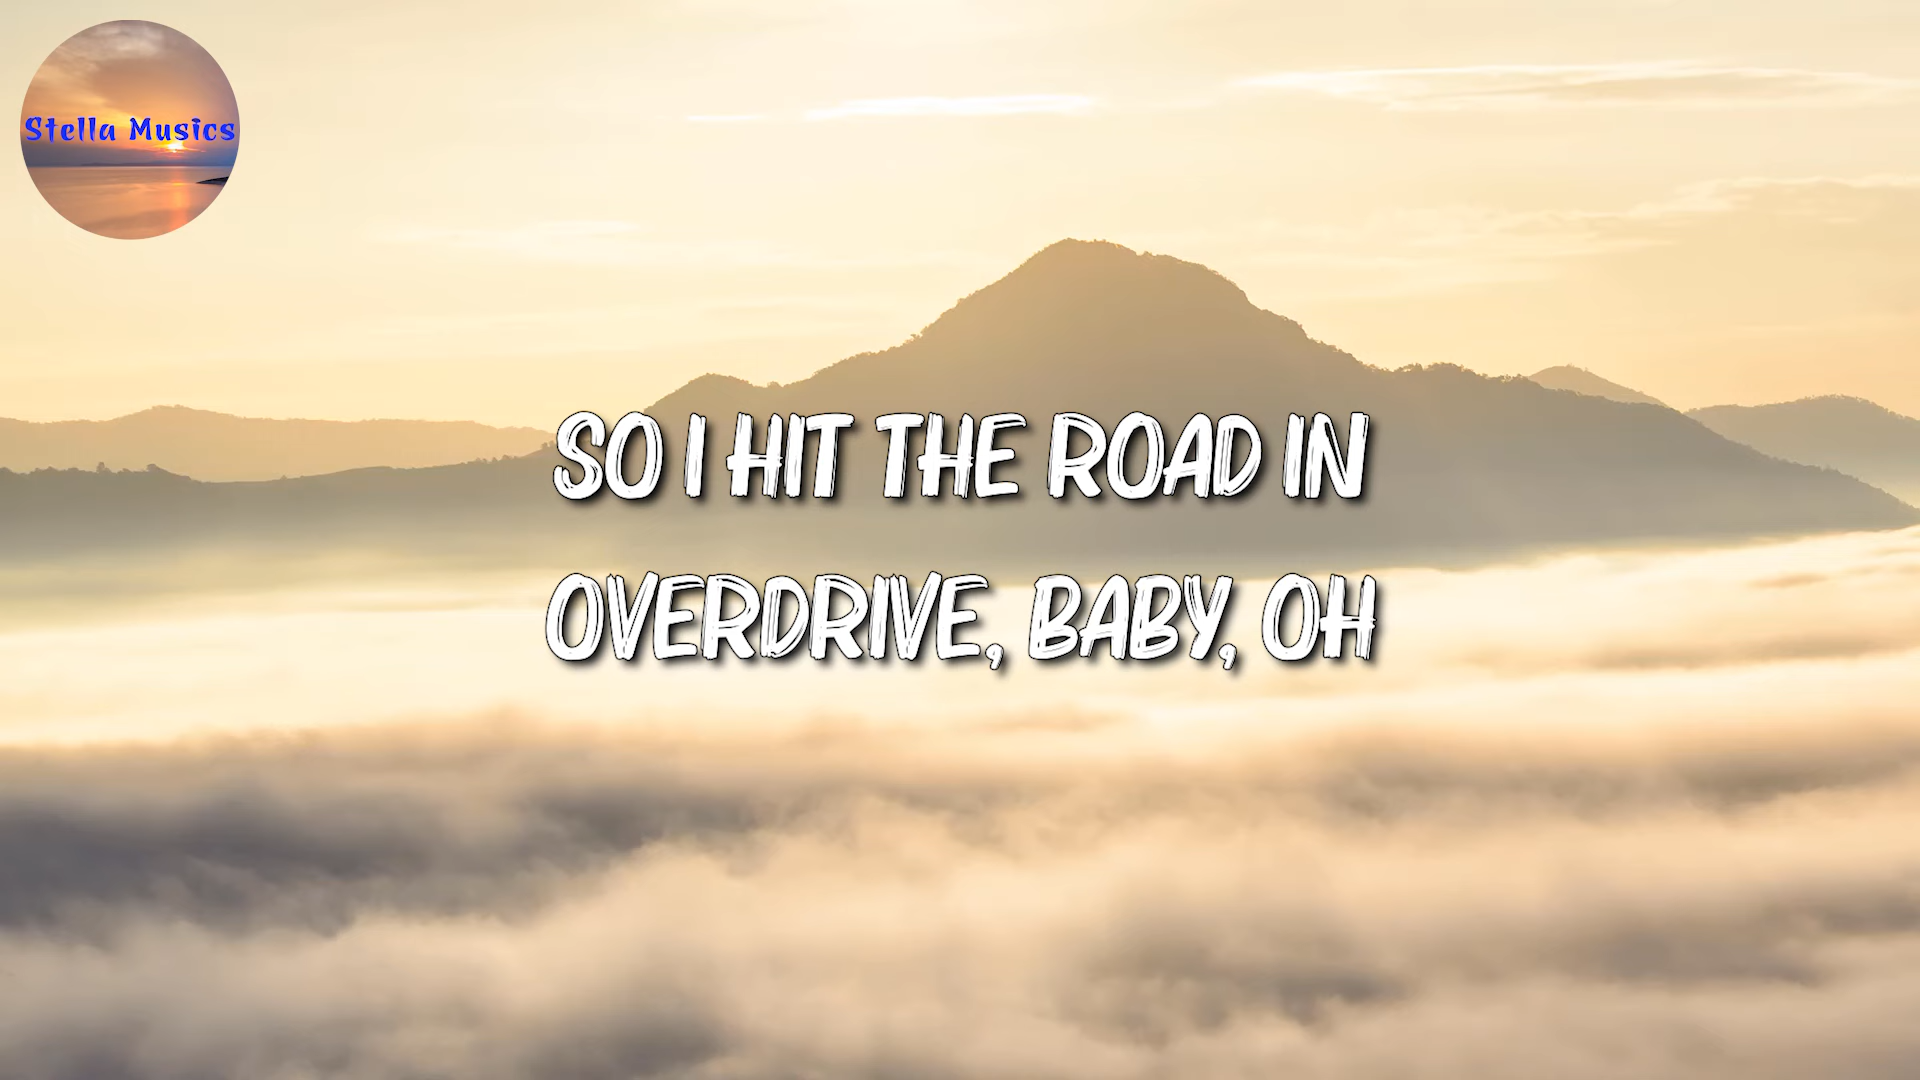 Stella Musics
SO I HIT THE ROAD IN
OVERDRIVE, BABY, OH